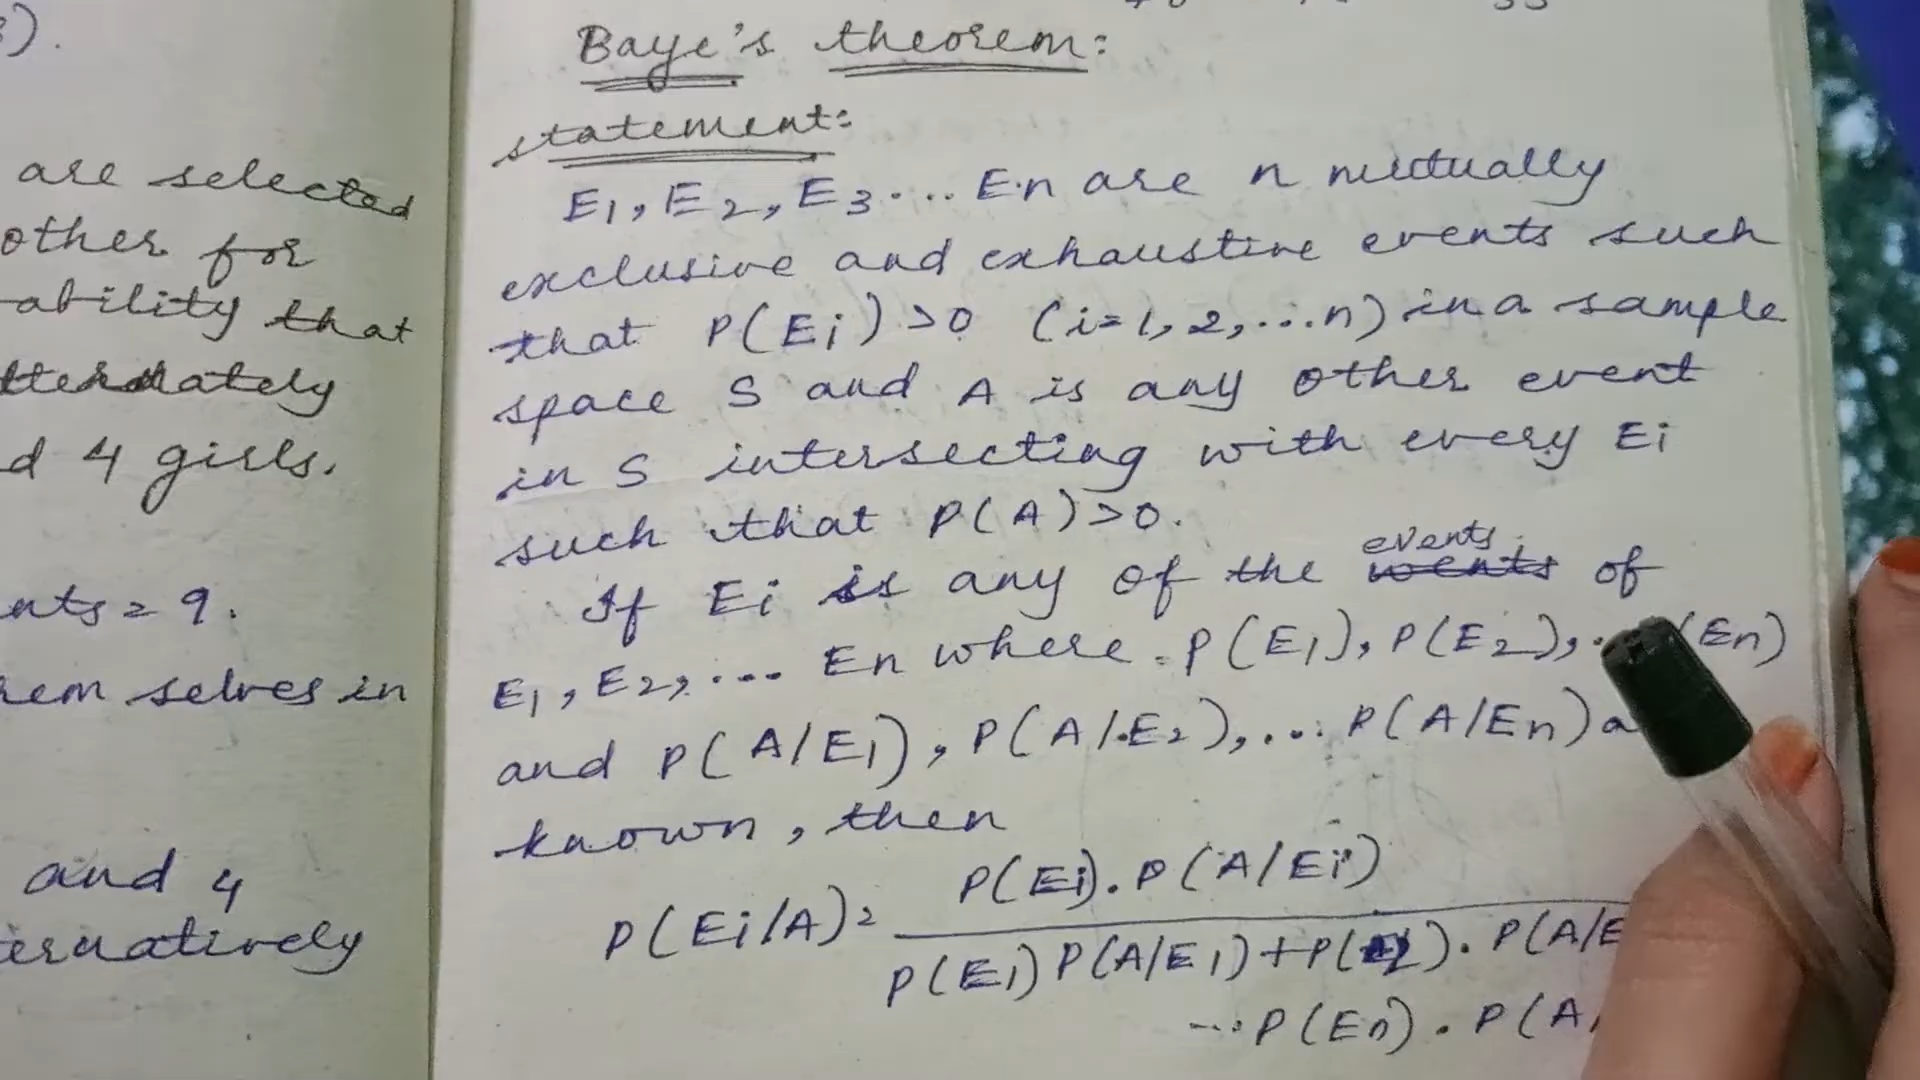 are selected
other for
ability that
d 4 girls.
= 9.
selves in
and 4
Baye's theorem:
statement:
E1, E2, E3.... En are n mutually
exclusive and exhaustive events such
that P(Ei) >0 (i=1, 2, ...n) in a sample
space S and A is any other event
in S intersecting with every Ei
such that P(A) >0.
events
If Ei is any of the of
E1, E2, ... En where P(E1), P(E2), (En)
and P(A/E1), P(A/E2), ... P(A/En) a
known, then
P(Ei). P(A/Ei)
P(Ei/A) =
P(E1) P(A/E1) + P(E2). P(A/E
... P(En). P(A/